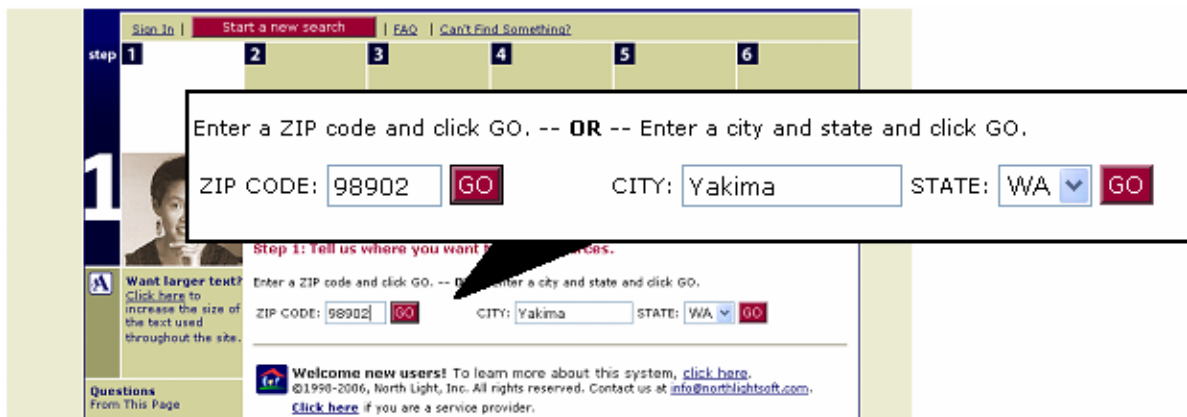 Sign In | Start a new search | FAQ | Can't Find Something?
step 1 2 3 4 5 6
Enter a ZIP code and click GO. -- OR -- Enter a city and state and click GO.
ZIP CODE: 98902 GO CITY: Yakima STATE: WA GO
1
Step 1: Tell us where you want
Want larger text?
Click here to
increase the size of
the text used
throughout the site.
Enter a ZIP code and click GO. -- enter a city and state and click GO.
ZIP CODE: 98902 GO CITY: Yakima STATE: WA GO
Welcome new users! To learn more about this system, click here.
©1998-2006, North Light, Inc. All rights reserved. Contact us at info@northlightsoft.com.
Click here if you are a service provider.
Questions
From This Page